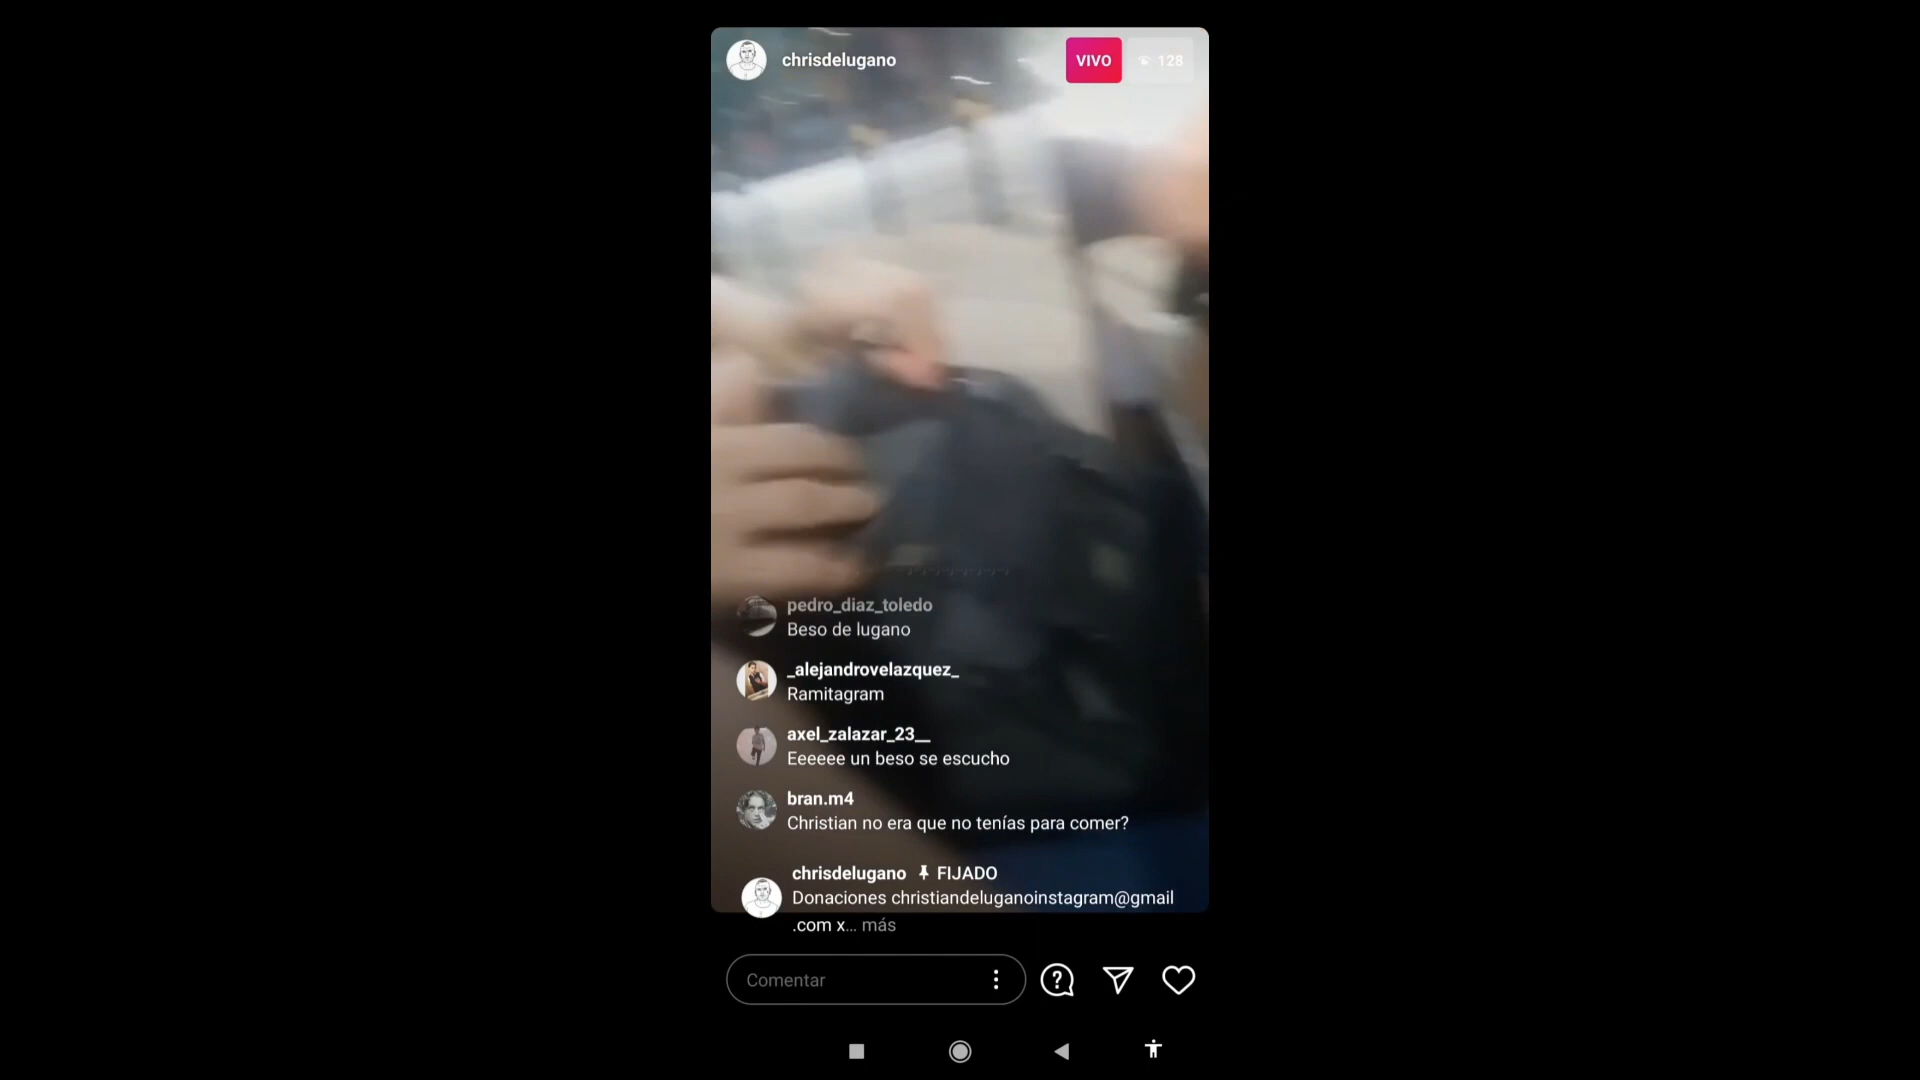 chrisdelugano
VIVO
128
pedro_diaz_toledo
Beso de lugano
_alejandrovelazquez_
Ramitagram
axel_zalazar_23__
Eeeeee un beso se escucho
bran.m4
Christian no era que no tenías para comer?
chrisdelugano FIJADO
Donaciones christiandeluganoinstagram@gmail
.com x... más
Comentar